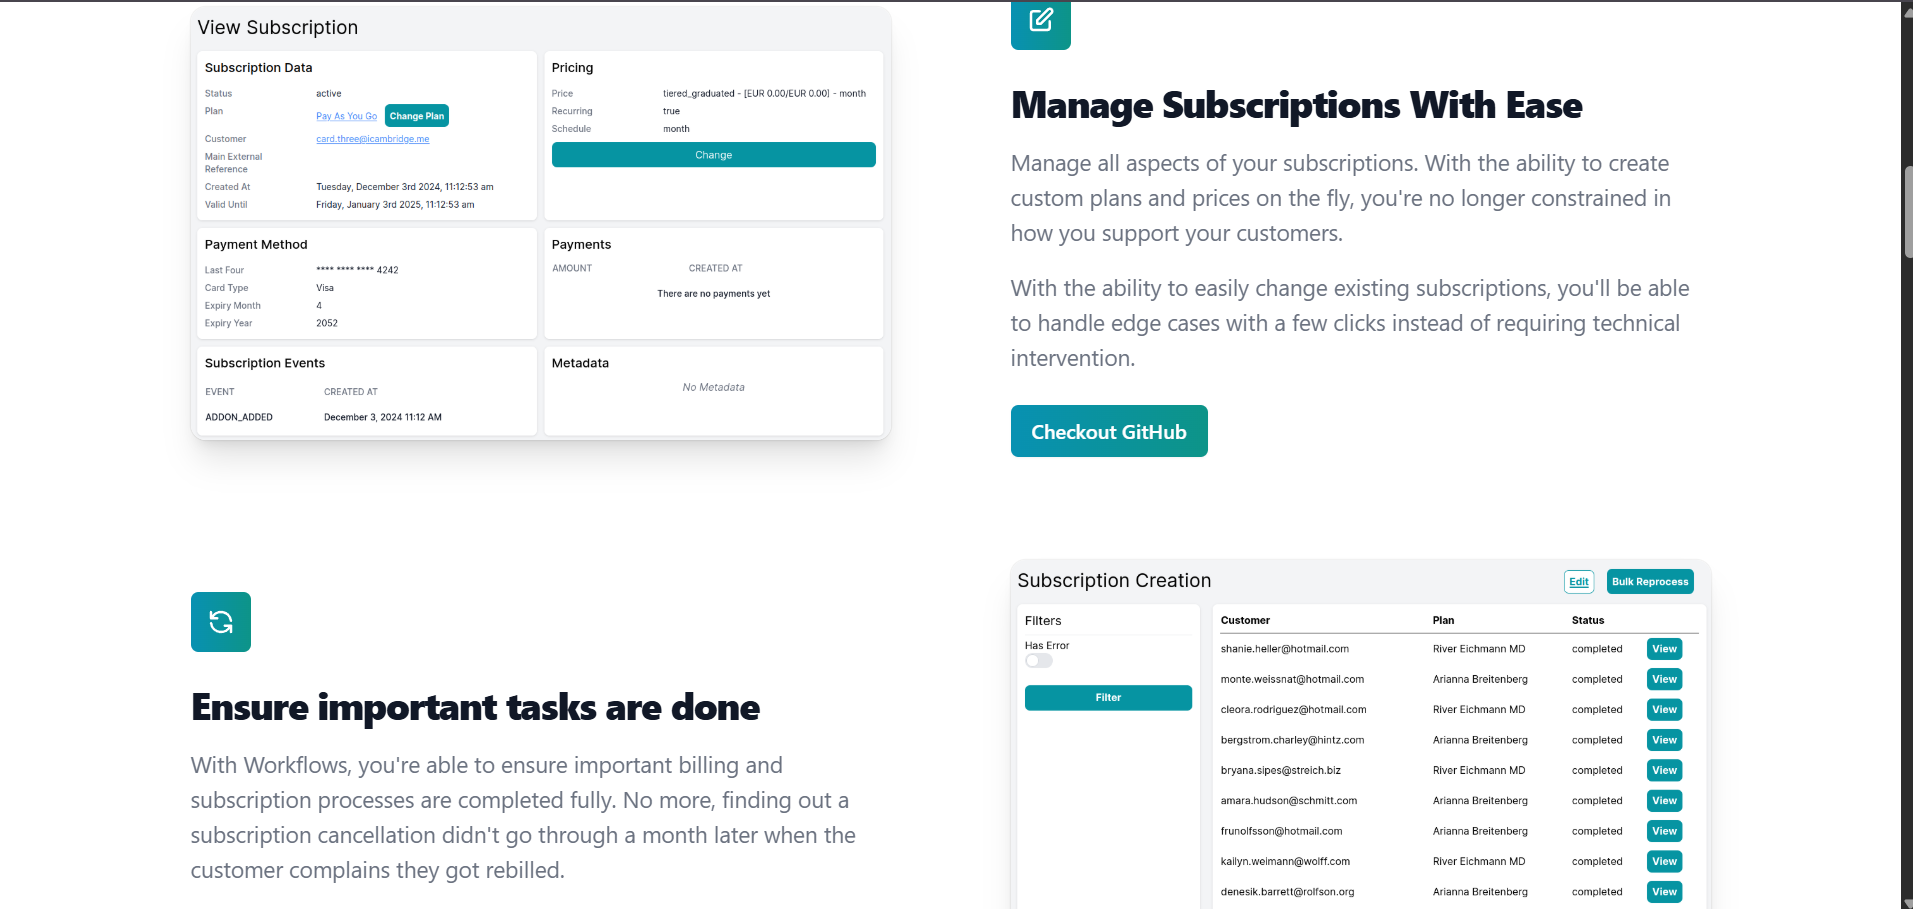 View Subscription
Subscription Data
Status active
Plan Pay As You Go Change Plan
Customer card.three@icambridge.me
Main External
Reference
Created At Tuesday, December 3rd 2024, 11:12:53 am
Valid Until Friday, January 3rd 2025, 11:12:53 am
Pricing
Price tiered_graduated - [EUR 0.00/EUR 0.00] - month
Recurring true
Schedule month
Change
Payment Method
Last Four **** **** **** 4242
Card Type Visa
Expiry Month 4
Expiry Year 2052
Payments
AMOUNT CREATED AT
There are no payments yet
Subscription Events
EVENT CREATED AT
ADDON_ADDED December 3, 2024 11:12 AM
Metadata
No Metadata
Manage Subscriptions With Ease
Manage all aspects of your subscriptions. With the ability to create
custom plans and prices on the fly, you're no longer constrained in
how you support your customers.
With the ability to easily change existing subscriptions, you'll be able
to handle edge cases with a few clicks instead of requiring technical
intervention.
Checkout GitHub
Ensure important tasks are done
With Workflows, you're able to ensure important billing and
subscription processes are completed fully. No more, finding out a
subscription cancellation didn't go through a month later when the
customer complains they got rebilled.
Subscription Creation Edit Bulk Reprocess
Filters
Has Error
Filter
Customer Plan Status
shanie.heller@hotmail.com River Eichmann MD completed View
monte.weissnat@hotmail.com Arianna Breitenberg completed View
cleora.rodriguez@hotmail.com River Eichmann MD completed View
bergstrom.charley@hintz.com Arianna Breitenberg completed View
bryana.sipes@streich.biz River Eichmann MD completed View
amara.hudson@schmitt.com Arianna Breitenberg completed View
frunolfsson@hotmail.com Arianna Breitenberg completed View
kailyn.weimann@wolff.com River Eichmann MD completed View
denesik.barrett@rolfson.org Arianna Breitenberg completed View